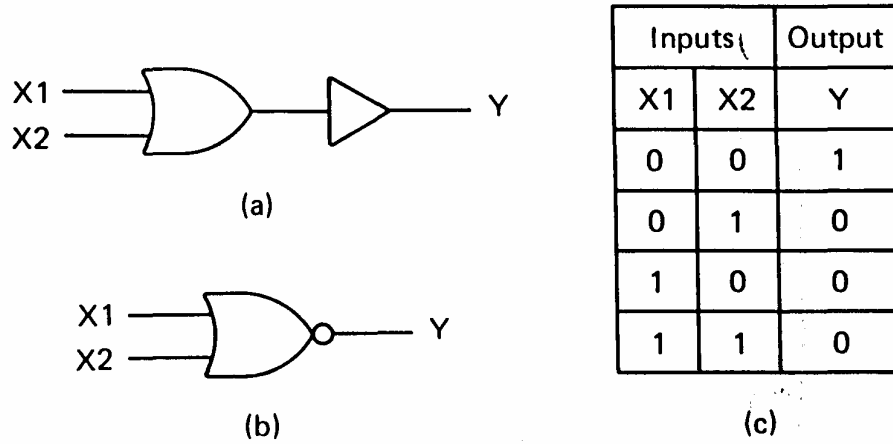 X1
X2
Y
(a)
X1
X2
Y
(b)
Inputs Output
X1 X2 Y
0 0 1
0 1 0
1 0 0
1 1 0
(c)